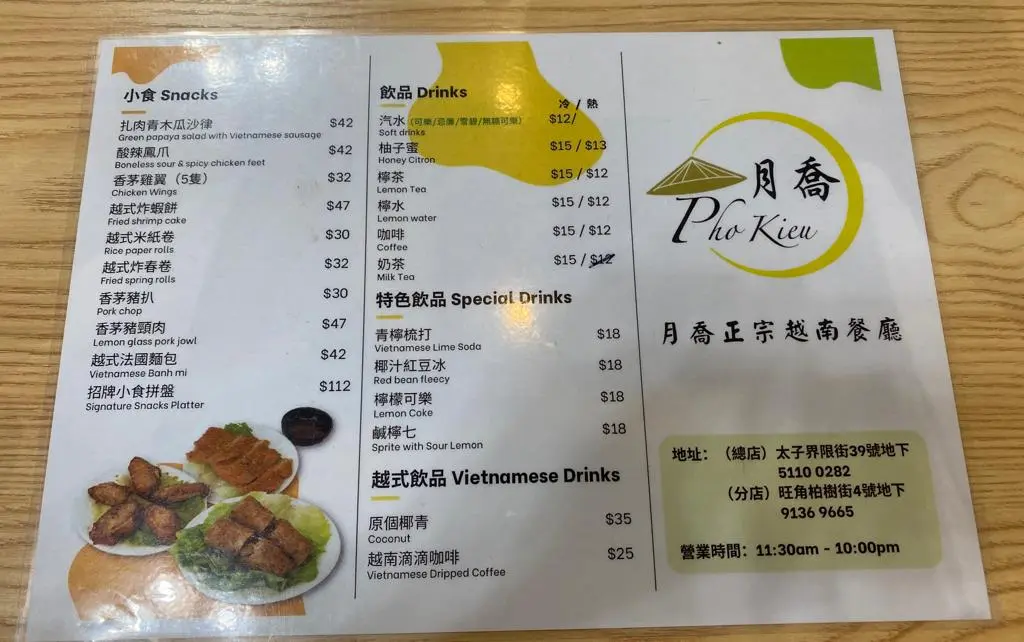 小食 Snacks
扎肉青木瓜沙律 $42
Green papaya salad with Vietnamese sausage
酸辣鳳爪 $42
Boneless sour & spicy chicken feet
香茅雞翼（5隻） $32
Chicken Wings
越式炸蝦餅 $47
Fried shrimp cake
越式米紙卷 $30
Rice paper rolls
越式炸春卷 $32
Fried spring rolls
香茅豬扒 $30
Pork chop
香茅豬頸肉 $47
Lemon glass pork jowl
越式法國麵包 $42
Vietnamese Banh mi
招牌小食拼盤 $112
Signature Snacks Platter
飲品 Drinks
冷 / 熱
汽水（可樂/忌廉/雪碧/無糖可樂） $12/
Soft drinks
柚子蜜 $15 / $13
Honey Citron
檸茶 $15 / $12
Lemon Tea
檸水 $15 / $12
Lemon water
咖啡 $15 / $12
Coffee
奶茶 $15 / $12
Milk Tea
特色飲品 Special Drinks
青檸梳打 $18
Vietnamese Lime Soda
椰汁紅豆冰 $18
Red bean fleecy
檸檬可樂 $18
Lemon Coke
鹹檸七 $18
Sprite with Sour Lemon
越式飲品 Vietnamese Drinks
原個椰青 $35
Coconut
越南滴滴咖啡 $25
Vietnamese Dripped Coffee
月喬
Pho Kieu
月喬正宗越南餐廳
地址：（總店）太子界限街39號地下
5110 0282
（分店）旺角柏樹街4號地下
9136 9665
營業時間：11:30am - 10:00pm